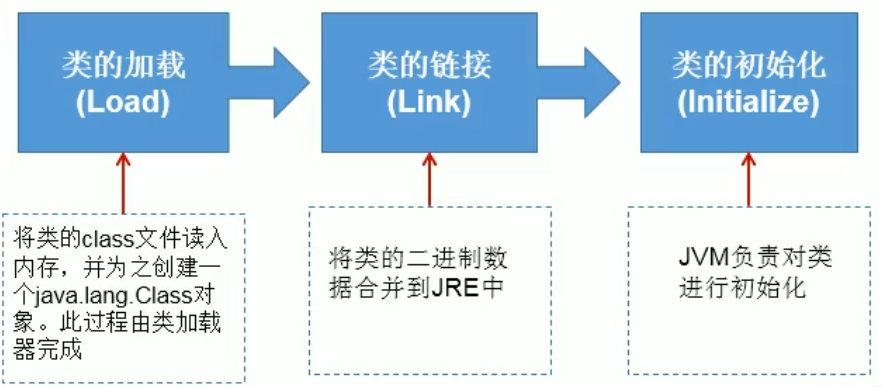 类的加载
(Load)
类的链接
(Link)
类的初始化
(Initialize)
将类的class文件读入
内存，并为之创建一
个java.lang.Class对
象。此过程由类加载
器完成
将类的二进制数
据合并到JRE中
JVM负责对类
进行初始化